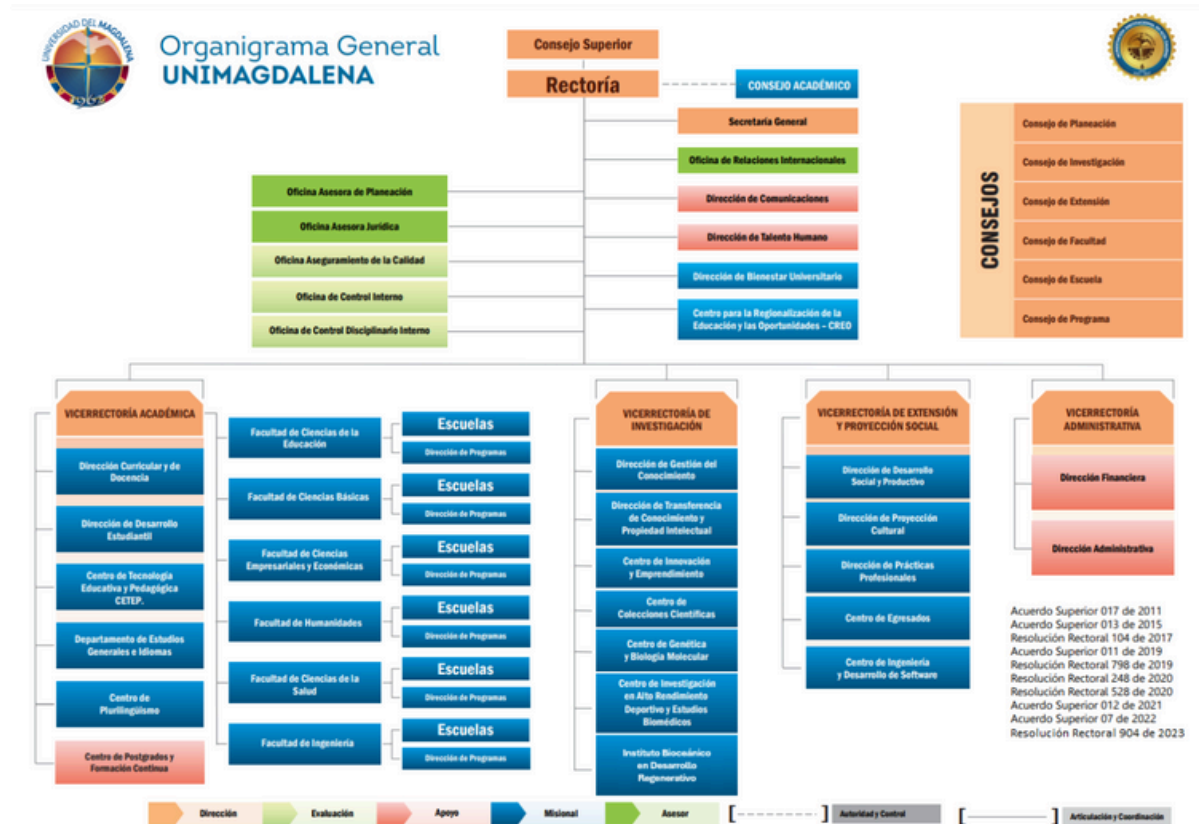 UNIVERSIDAD DEL MAGDALENA
1962
Organigrama General
UNIMAGDALENA
Consejo Superior
Rectoría
CONSEJO ACADÉMICO
Secretaría General
Oficina de Relaciones Internacionales
Dirección de Comunicaciones
Dirección de Talento Humano
Dirección de Bienestar Universitario
Centro para la Regionalización de la
Educación y las Oportunidades – CREO
Oficina Asesora de Planeación
Oficina Asesora Jurídica
Oficina Aseguramiento de la Calidad
Oficina de Control Interno
Oficina de Control Disciplinario Interno
CONSEJOS
Consejo de Planeación
Consejo de Investigación
Consejo de Extensión
Consejo de Facultad
Consejo de Escuela
Consejo de Programa
VICERRECTORÍA ACADÉMICA
Dirección Curricular y de
Docencia
Dirección de Desarrollo
Estudiantil
Centro de Tecnología
Educativa y Pedagógica
CETEP.
Departamento de Estudios
Generales e Idiomas
Centro de
Plurilingüismo
Centro de Postgrados y
Formación Continua
Facultad de Ciencias de la
Educación
Escuelas
Dirección de Programas
Facultad de Ciencias Básicas
Escuelas
Dirección de Programas
Facultad de Ciencias
Empresariales y Económicas
Escuelas
Dirección de Programas
Facultad de Humanidades
Escuelas
Dirección de Programas
Facultad de Ciencias de la
Salud
Escuelas
Dirección de Programas
Facultad de Ingeniería
Escuelas
Dirección de Programas
VICERRECTORÍA DE
INVESTIGACIÓN
Dirección de Gestión del
Conocimiento
Dirección de Transferencia
de Conocimiento y
Propiedad Intelectual
Centro de Innovación
y Emprendimiento
Centro de
Colecciones Científicas
Centro de Genética
y Biología Molecular
Centro de Investigación
en Alto Rendimiento
Deportivo y Estudios
Biomédicos
Instituto Bioceánico
en Desarrollo
Regenerativo
VICERRECTORÍA DE EXTENSIÓN
Y PROYECCIÓN SOCIAL
Dirección de Desarrollo
Social y Productivo
Dirección de Proyección
Cultural
Dirección de Prácticas
Profesionales
Centro de Egresados
Centro de Ingeniería
y Desarrollo de Software
VICERRECTORÍA
ADMINISTRATIVA
Dirección Financiera
Dirección Administrativa
Acuerdo Superior 017 de 2011
Acuerdo Superior 013 de 2015
Resolución Rectoral 104 de 2017
Acuerdo Superior 011 de 2019
Resolución Rectoral 798 de 2019
Resolución Rectoral 248 de 2020
Resolución Rectoral 528 de 2020
Acuerdo Superior 012 de 2021
Acuerdo Superior 07 de 2022
Resolución Rectoral 904 de 2023
Dirección
Evaluación
Apoyo
Misional
Asesor
Autoridad y Control
Articulación y Coordinación